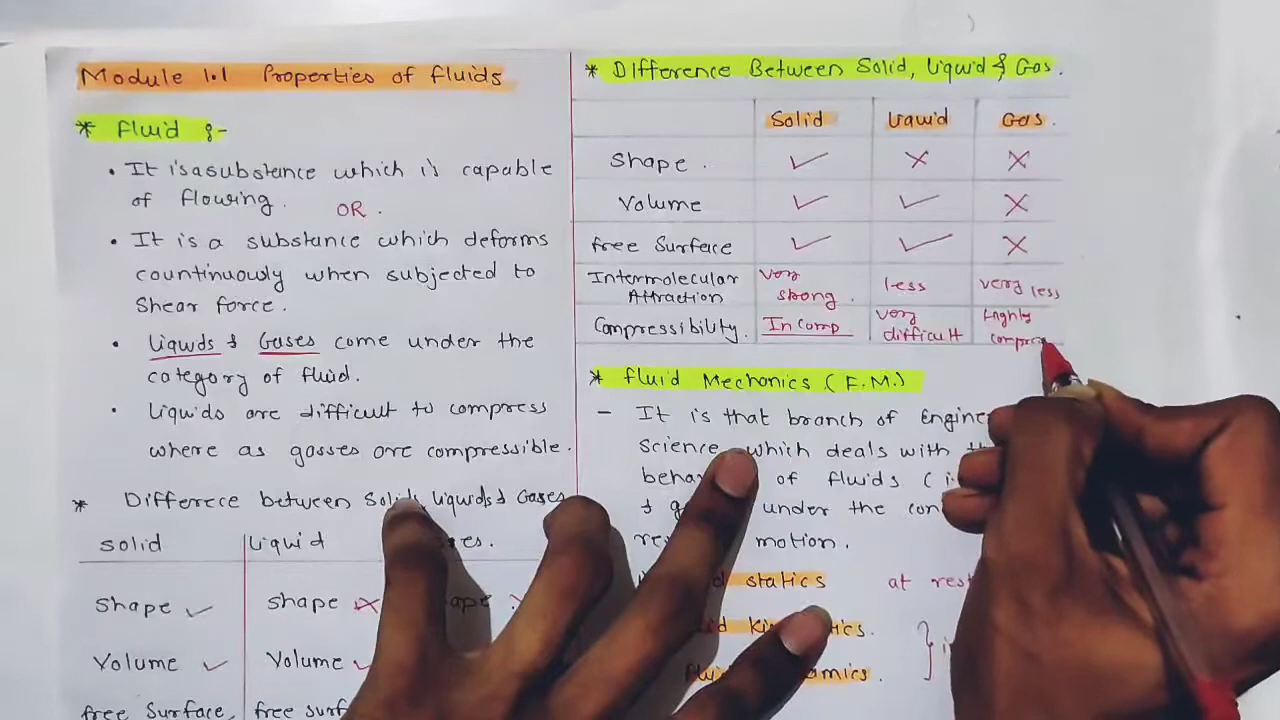 Module 1.1 Properties of fluids
* Fluid :-
• It is a substance which is capable
of flowing. OR.
• It is a substance which deforms
countinuously when subjected to
Shear force.
• Liquids & Gases come under the
category of fluid.
• Liquids are difficult to compress
where as gasses are compressible.
* Differece between Solids, liquids & Gases
Solid liquid
Shape ✓ shape ×
Volume ✓ Volume ✓
free Surface,
* Difference Between Solid, Liquid & Gas.
Solid Liquid Gas.
Shape. ✓ × ×
Volume ✓ ✓ ×
free Surface ✓ ✓ ×
Intermolecular Attraction very strong. less very less
Compressibility. Incomp very difficult highly
* Fluid Mechanics (F.M.)
- It is that branch of
Science which deals with
of fluids
& under the
motion.
statics at rest